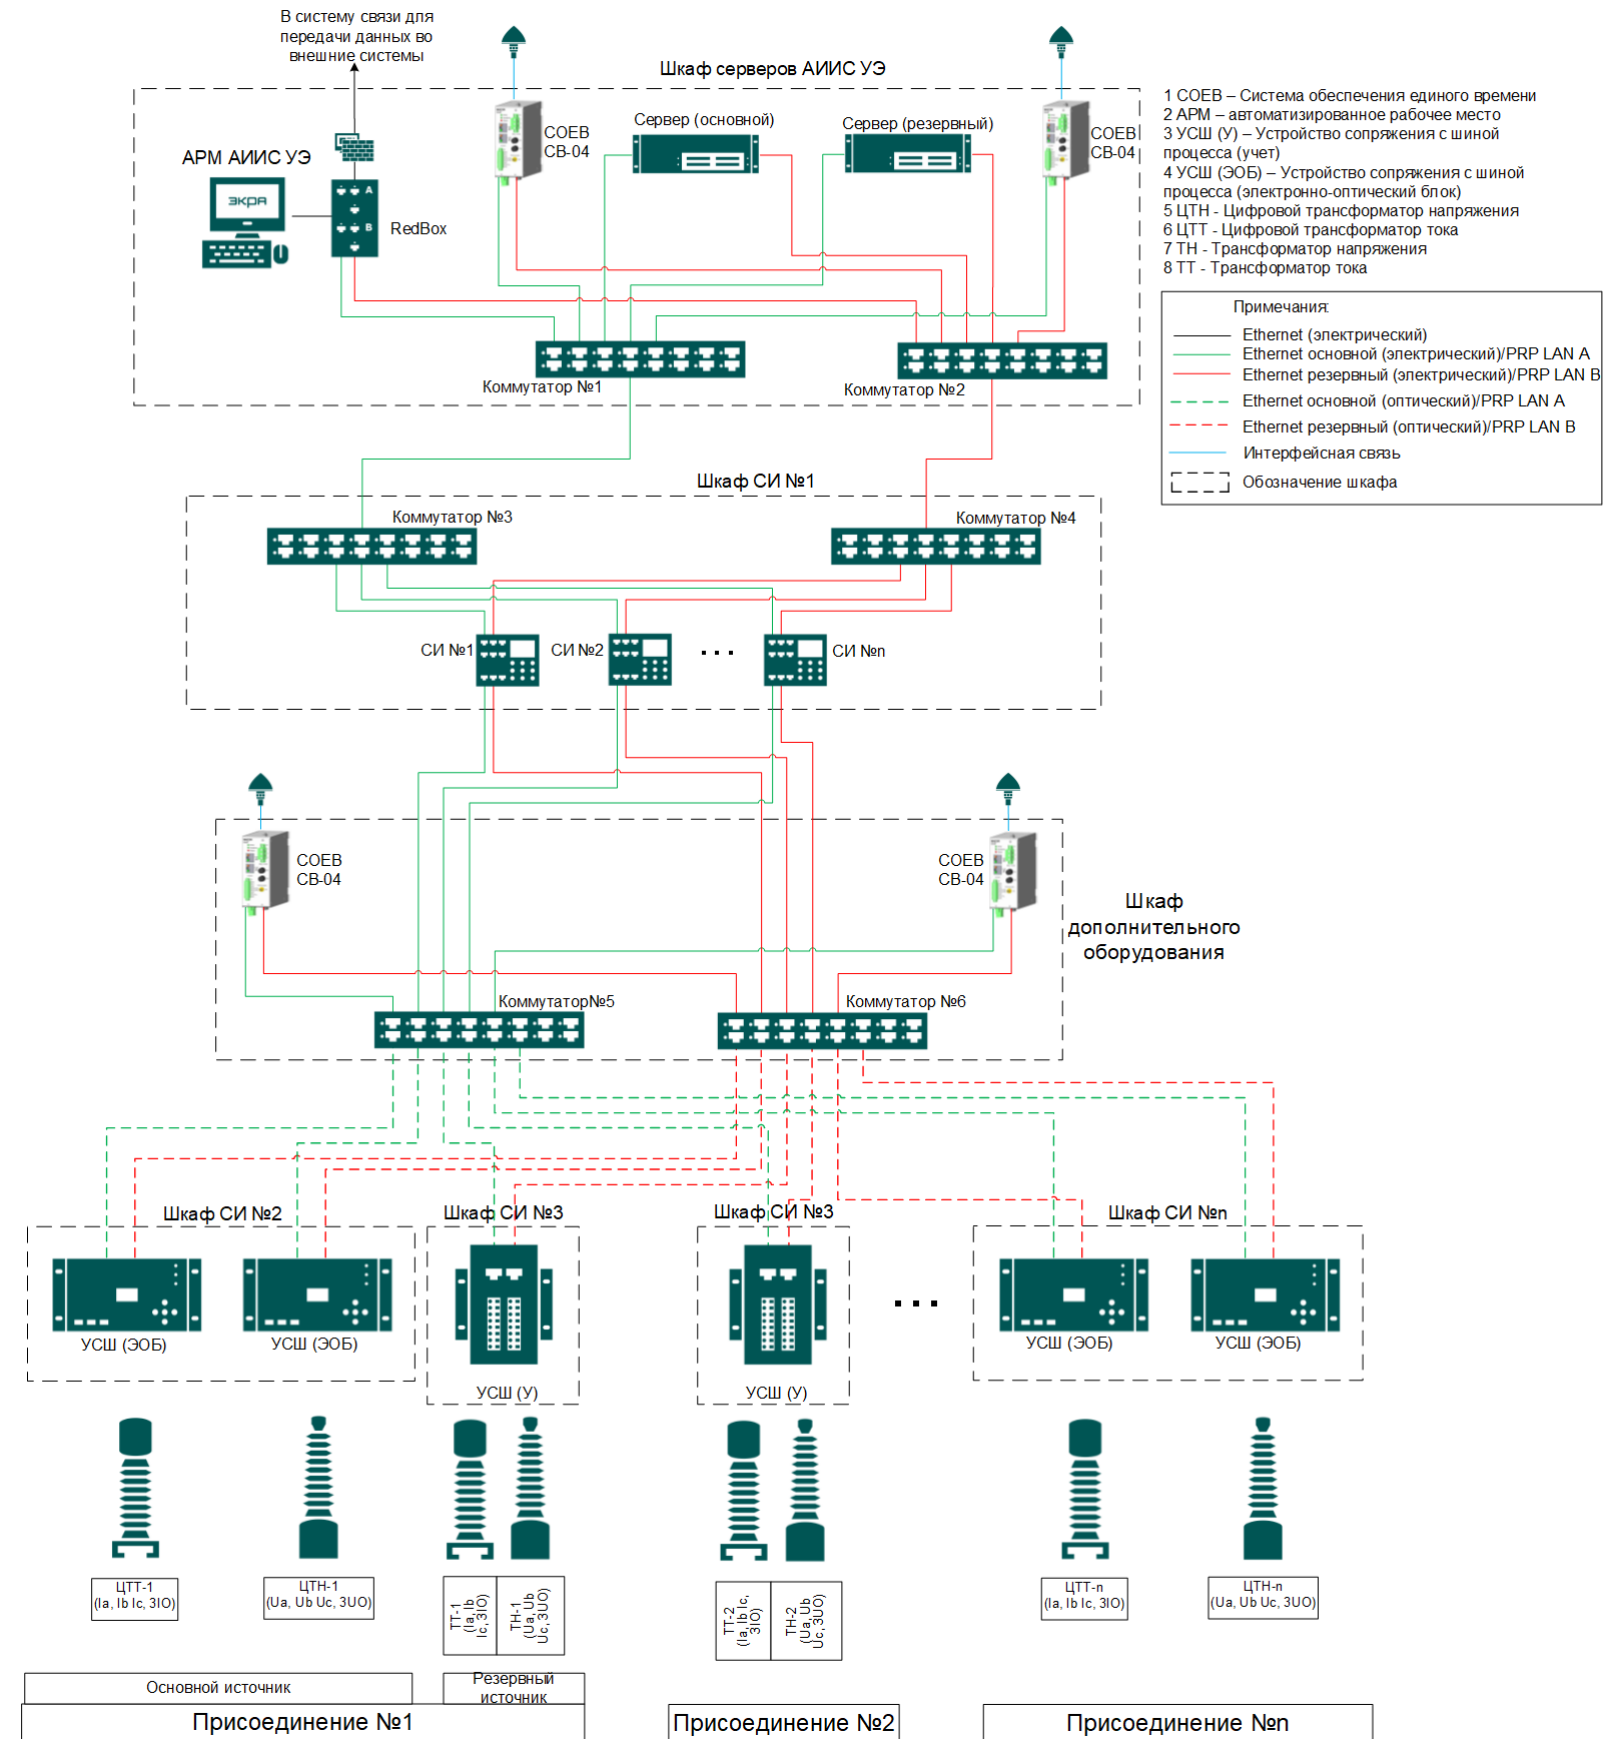 В систему связи для
передачи данных во
внешние системы
Шкаф серверов АИИС УЭ
СОЕВ
СВ-04
Сервер (основной)
Сервер (резервный)
СОЕВ
СВ-04
АРМ АИИС УЭ
ЭКРА
A
B
RedBox
Коммутатор №1
Коммутатор №2
1 СОЕВ – Система обеспечения единого времени
2 АРМ – автоматизированное рабочее место
3 УСШ (У) – Устройство сопряжения с шиной
процесса (учет)
4 УСШ (ЭОБ) – Устройство сопряжения с шиной
процесса (электронно-оптический блок)
5 ЦТН - Цифровой трансформатор напряжения
6 ЦТТ - Цифровой трансформатор тока
7 ТН - Трансформатор напряжения
8 ТТ - Трансформатор тока
Примечания:
Ethernet (электрический)
Ethernet основной (электрический)/PRP LAN A
Ethernet резервный (электрический)/PRP LAN B
Ethernet основной (оптический)/PRP LAN A
Ethernet резервный (оптический)/PRP LAN B
Интерфейсная связь
Обозначение шкафа
Шкаф СИ №1
Коммутатор №3
Коммутатор №4
СИ №1
СИ №2
...
СИ №n
СОЕВ
СВ-04
СОЕВ
СВ-04
Шкаф
дополнительного
оборудования
Коммутатор№5
Коммутатор №6
Шкаф СИ №2
Шкаф СИ №3
Шкаф СИ №3
Шкаф СИ №n
УСШ (ЭОБ)
УСШ (ЭОБ)
УСШ (У)
УСШ (У)
...
УСШ (ЭОБ)
УСШ (ЭОБ)
ЦТТ-1
(Ia, Ib Ic, 3IO)
ЦТН-1
(Ua, Ub Uc, 3UO)
ТТ-1
(Ia, Ib
Ic, 3IO)
ТН-1
(Ua, Ub
Uc, 3UO)
ТТ-2
(Ia, Ib Ic,
3IO)
ТН-2
(Ua, Ub
Uc, 3UO)
ЦТТ-n
(Ia, Ib Ic, 3IO)
ЦТН-n
(Ua, Ub Uc, 3UO)
Основной источник
Резервный
источник
Присоединение №1
Присоединение №2
Присоединение №n